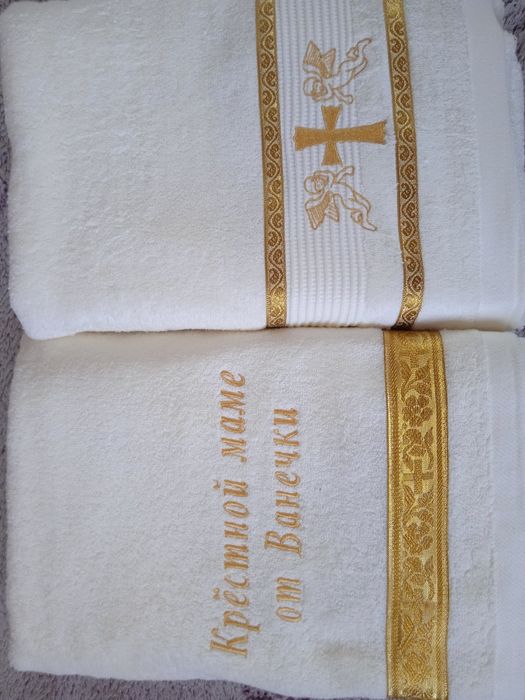 Крёстной маме
от Ванечки